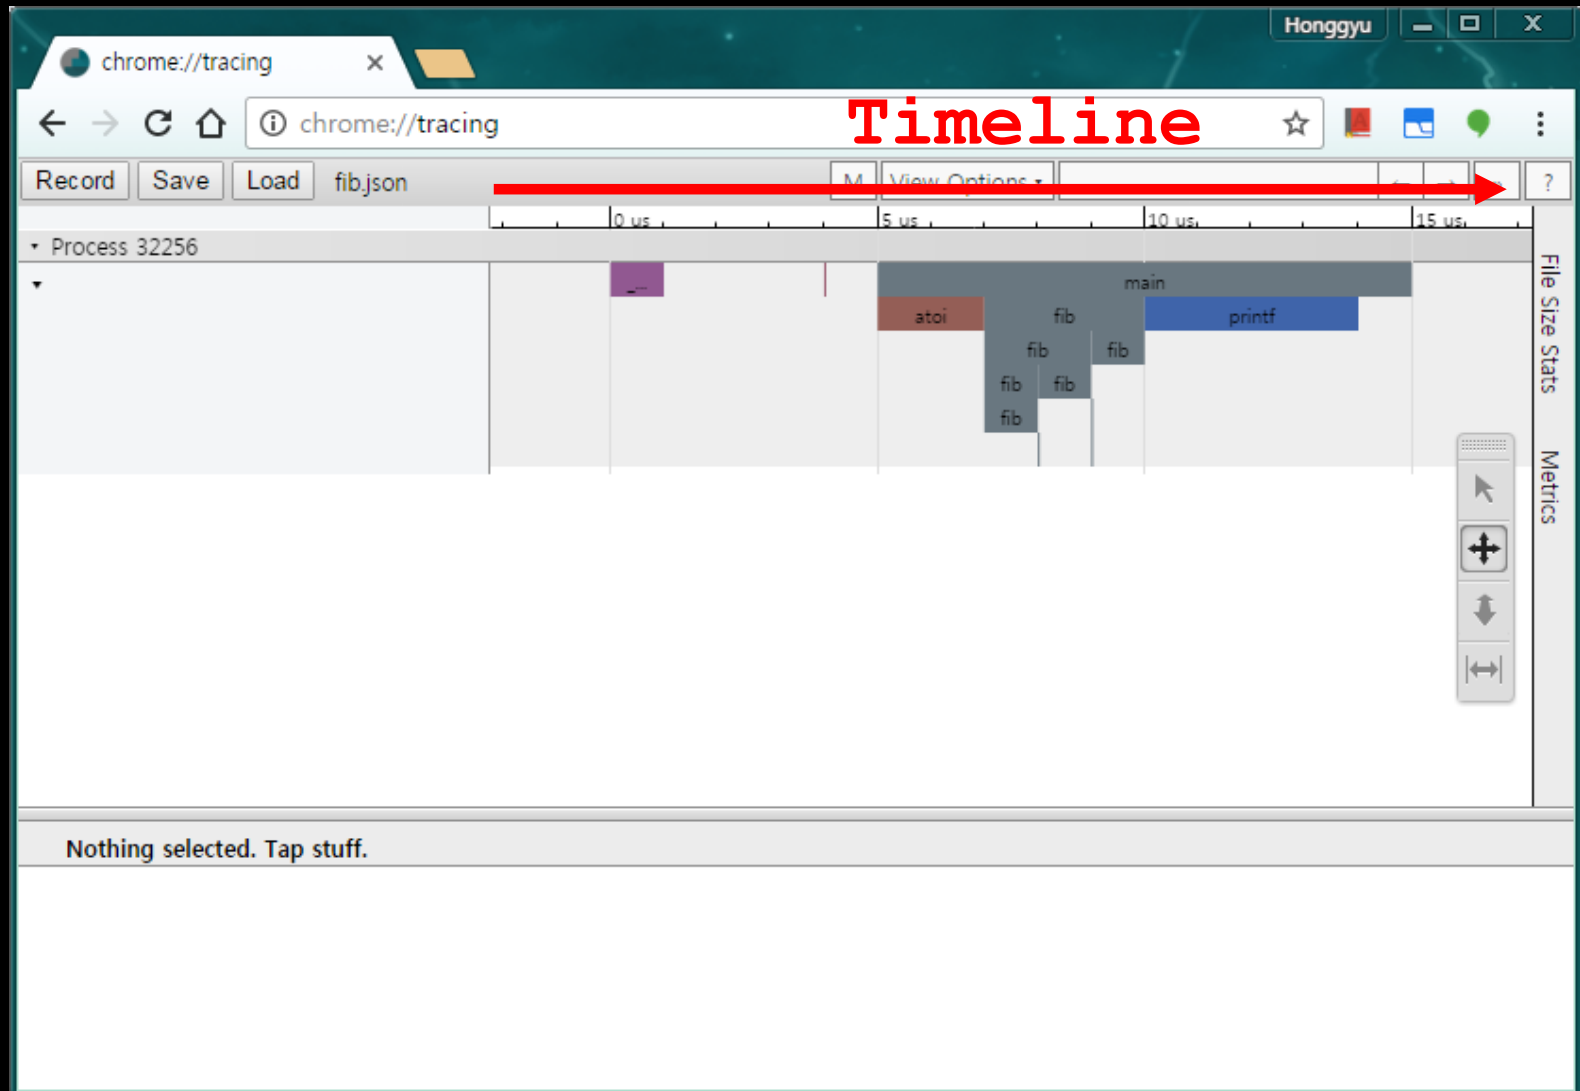 Honggyu
chrome://tracing
chrome://tracing
Timeline
Record Save Load fib.json M View Options ?
0 us 5 us 10 us 15 us
Process 32256
_... main
atoi fib printf
fib fib
fib fib
fib
File Size Stats
Metrics
Nothing selected. Tap stuff.